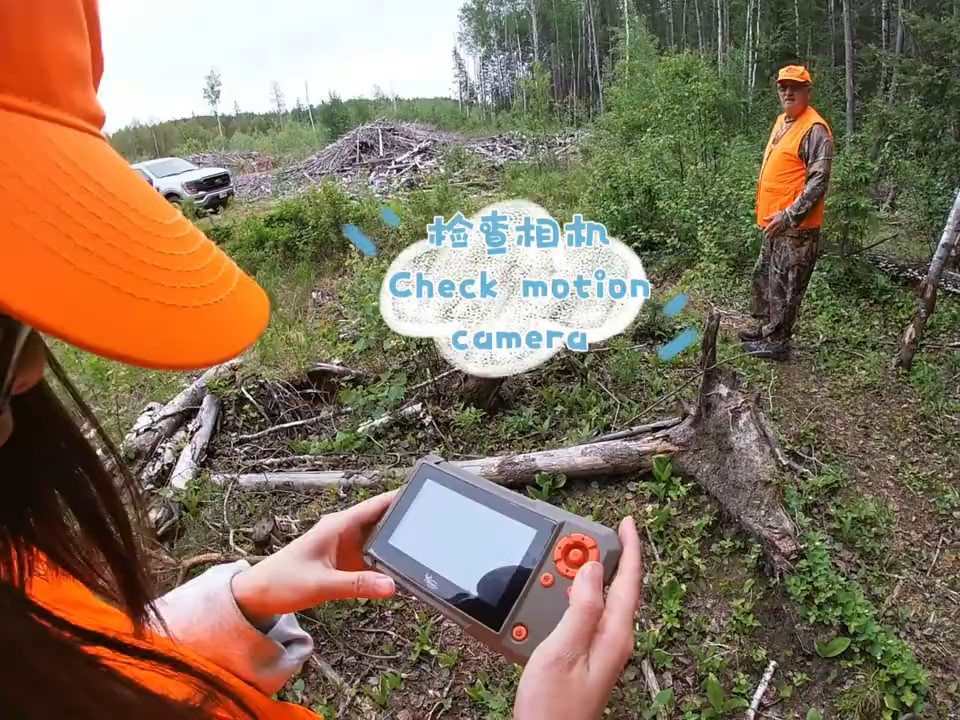 检查相机
Check motion
camera